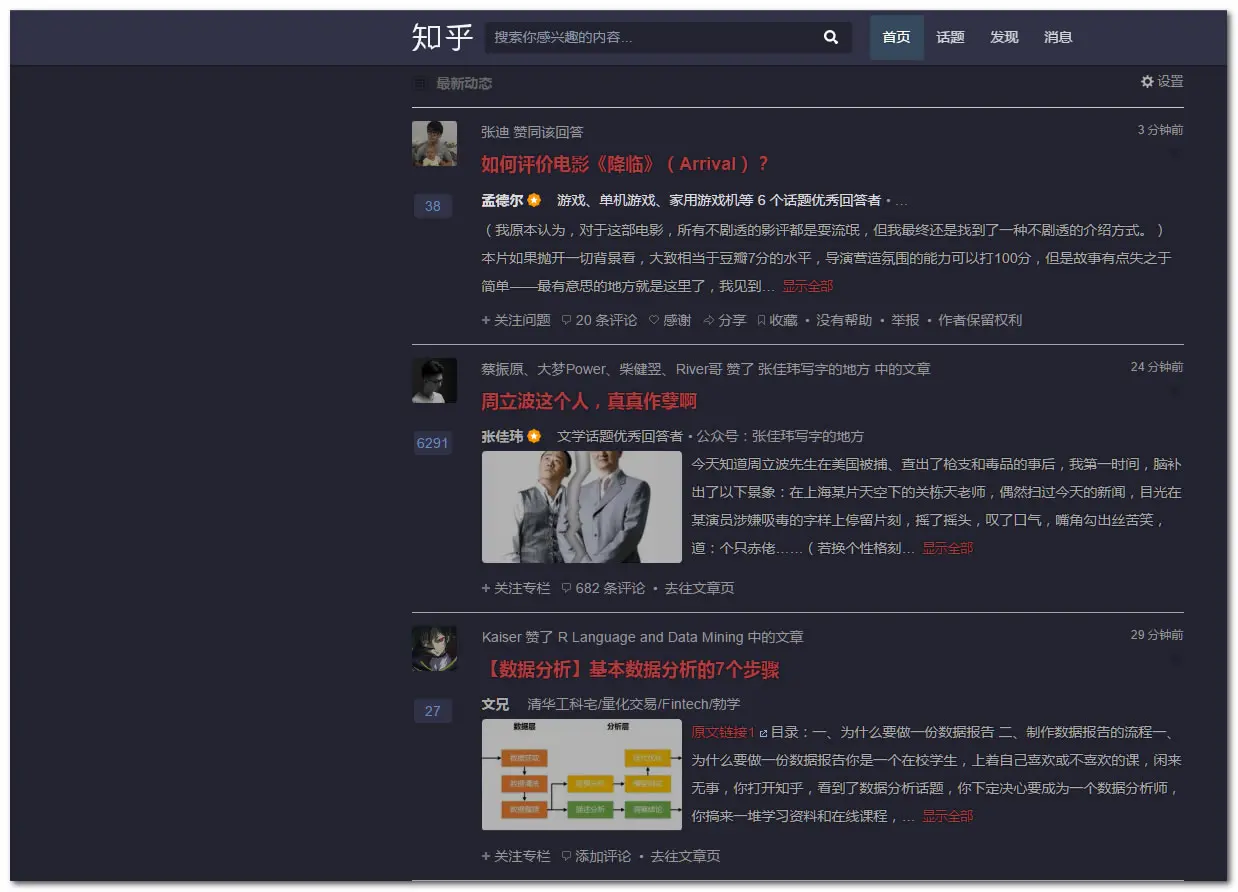 知乎
搜索你感兴趣的内容...
首页 话题 发现 消息
最新动态
设置
张迪 赞同该回答
3 分钟前
如何评价电影《降临》（Arrival）？
38
孟德尔 游戏、单机游戏、家用游戏机等 6 个话题优秀回答者 • …
（我原本认为，对于这部电影，所有不剧透的影评都是耍流氓，但我最终还是找到了一种不剧透的介绍方式。）
本片如果抛开一切背景看，大致相当于豆瓣7分的水平，导演营造氛围的能力可以打100分，但是故事有点失之于
简单——最有意思的地方就是这里了，我见到… 显示全部
+ 关注问题 20 条评论 感谢 分享 收藏 • 没有帮助 • 举报 • 作者保留权利
蔡振原、大梦Power、柴健翌、River哥 赞了 张佳玮写字的地方 中的文章
24 分钟前
周立波这个人，真真作孽啊
6291
张佳玮 文学话题优秀回答者 • 公众号：张佳玮写字的地方
今天知道周立波先生在美国被捕、查出了枪支和毒品的事后，我第一时间，脑补
出了以下景象：在上海某片天空下的关栋天老师，偶然扫过今天的新闻，目光在
某演员涉嫌吸毒的字样上停留片刻，摇了摇头，叹了口气，嘴角勾出丝苦笑，
道：个只赤佬……（若换个性格刻… 显示全部
+ 关注专栏 682 条评论 • 去往文章页
Kaiser 赞了 R Language and Data Mining 中的文章
29 分钟前
【数据分析】基本数据分析的7个步骤
27
文兄 清华工科宅/量化交易/Fintech/勃学
数据层 分析层
原文链接1 目录：一、为什么要做一份数据报告 二、制作数据报告的流程一、
为什么要做一份数据报告你是一个在校学生，上着自己喜欢或不喜欢的课，闲来
无事，你打开知乎，看到了数据分析话题，你下定决心要成为一个数据分析师，
你搞来一堆学习资料和在线课程，… 显示全部
+ 关注专栏 添加评论 • 去往文章页